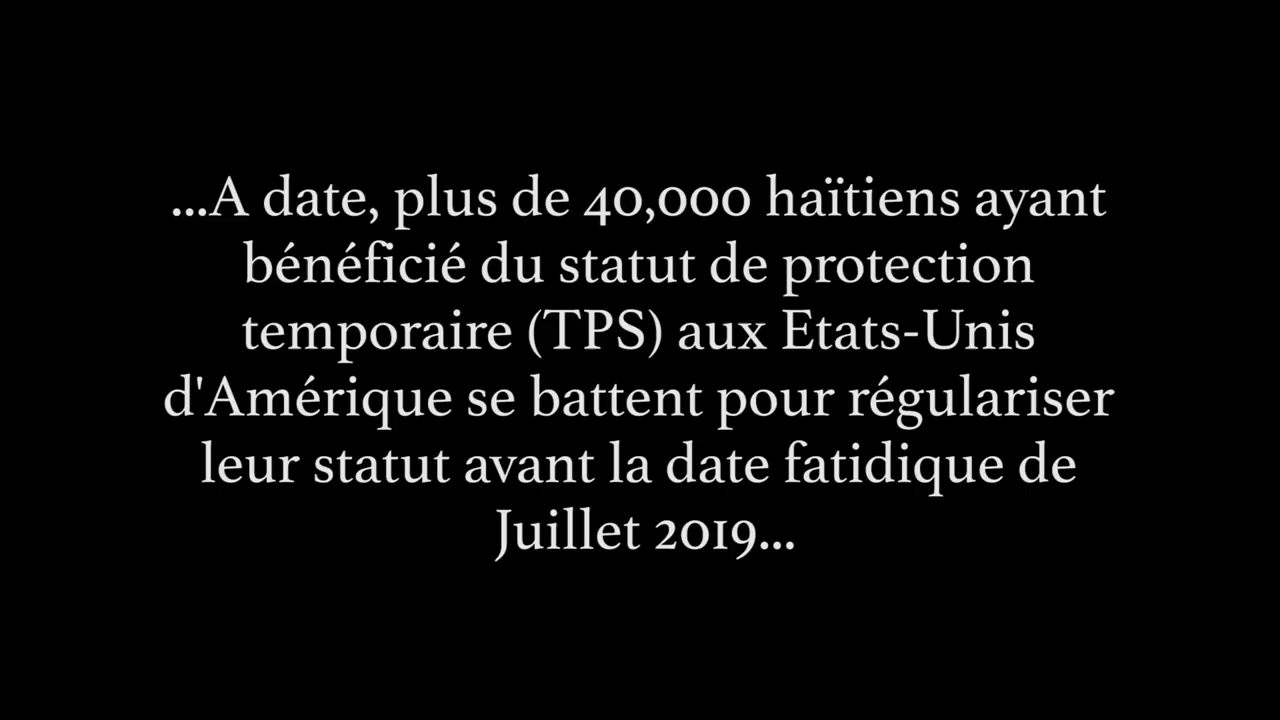 ...A date, plus de 40,000 haïtiens ayant
bénéficié du statut de protection
temporaire (TPS) aux Etats-Unis
d'Amérique se battent pour régulariser
leur statut avant la date fatidique de
Juillet 2019...